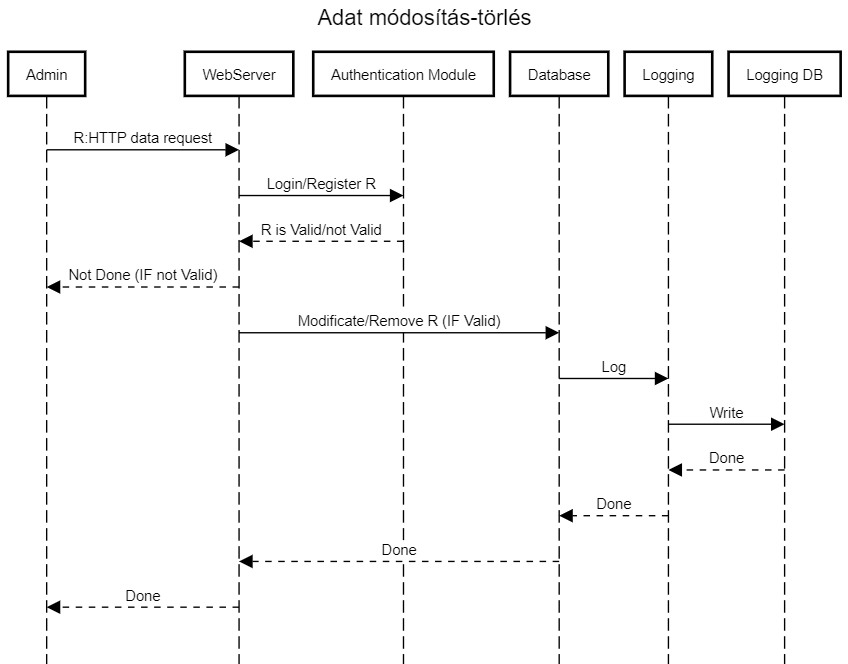 Adat módosítás-törlés
Admin
WebServer
Authentication Module
Database
Logging
Logging DB
R:HTTP data request
Login/Register R
R is Valid/not Valid
Not Done (IF not Valid)
Modificate/Remove R (IF Valid)
Log
Write
Done
Done
Done
Done